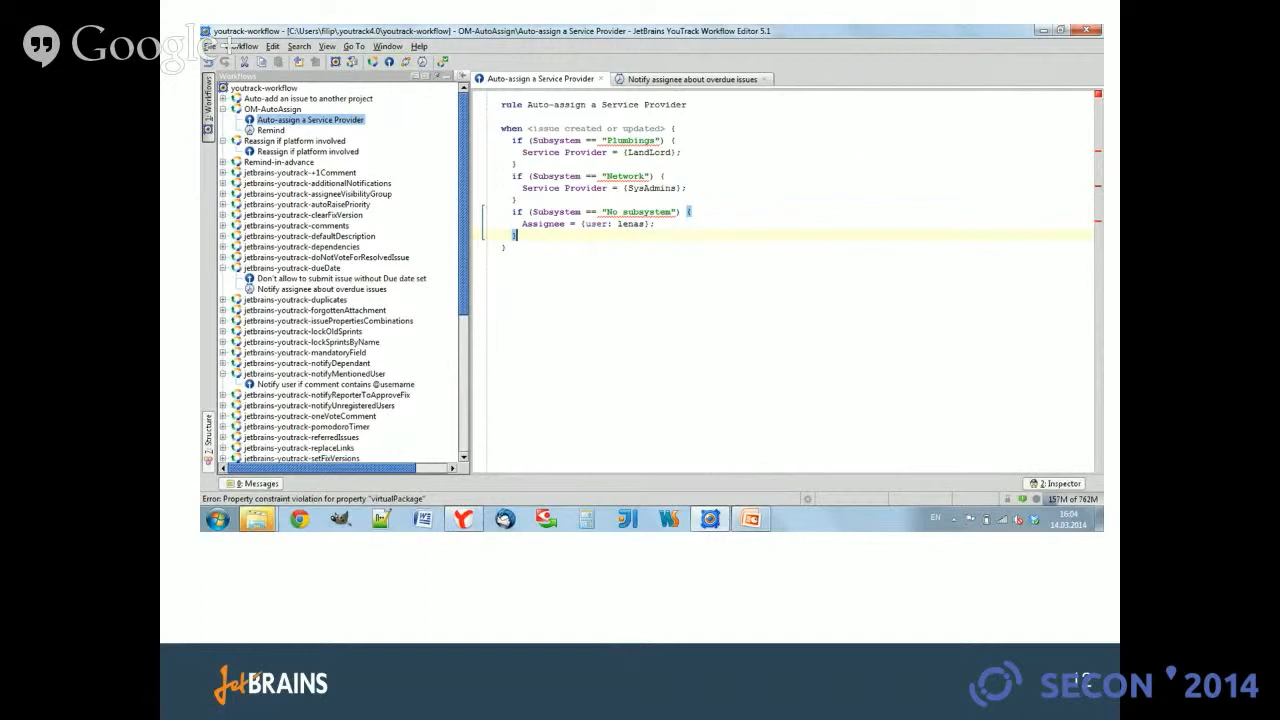 youtrack-workflow - [C:\Users\filip\youtrack4.0\youtrack-workflow] - OM-AutoAssign\Auto-assign a Service Provider - JetBrains YouTrack Workflow Editor 5.1
Google+
File Workflow Edit Search Go To Window Help
Workflows
Auto-assign a Service Provider
Notify assignee about overdue issues
1: Workflows
youtrack-workflow
Auto-add an issue to another project
OM-AutoAssign
Auto-assign a Service Provider
Remind
Reassign if platform involved
Reassign if platform involved
Remind-in-advance
jetbrains-youtrack-+1Comment
jetbrains-youtrack-additionalNotifications
jetbrains-youtrack-assigneeVisibilityGroup
jetbrains-youtrack-autoRaisePriority
jetbrains-youtrack-clearFixVersion
jetbrains-youtrack-comments
jetbrains-youtrack-defaultDescription
jetbrains-youtrack-dependencies
jetbrains-youtrack-doNotVoteForResolvedIssue
jetbrains-youtrack-dueDate
Don't allow to submit issue without Due date set
Notify assignee about overdue issues
jetbrains-youtrack-duplicates
jetbrains-youtrack-forgottenAttachment
jetbrains-youtrack-issuePropertiesCombinations
jetbrains-youtrack-lockOldSprints
jetbrains-youtrack-lockSprintsByName
jetbrains-youtrack-mandatoryField
jetbrains-youtrack-notifyDependant
jetbrains-youtrack-notifyMentionedUser
Notify user if comment contains @username
jetbrains-youtrack-notifyReporterToApproveFix
jetbrains-youtrack-notifyUnregisteredUsers
jetbrains-youtrack-oneVoteComment
jetbrains-youtrack-pomodoroTimer
jetbrains-youtrack-referredIssues
jetbrains-youtrack-replaceLinks
jetbrains-youtrack-setFixVersions
Z: Structure
rule Auto-assign a Service Provider
when <issue created or updated> {
if (Subsystem == "Plumbings") {
Service Provider = {LandLord};
}
if (Subsystem == "Network") {
Service Provider = {SysAdmins};
}
if (Subsystem == "No subsystem") {
Assignee = {user: lenas};
}
}
0: Messages
2: Inspector
Error: Property constraint violation for property "virtualPackage"
157M of 762M
EN
16:04
14.03.2014
JetBRAINS
12
SECON 2014